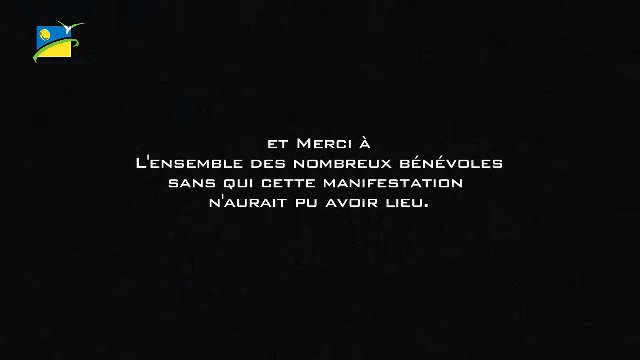 et Merci à
L'ensemble des nombreux bénévoles
sans qui cette manifestation
n'aurait pu avoir lieu.